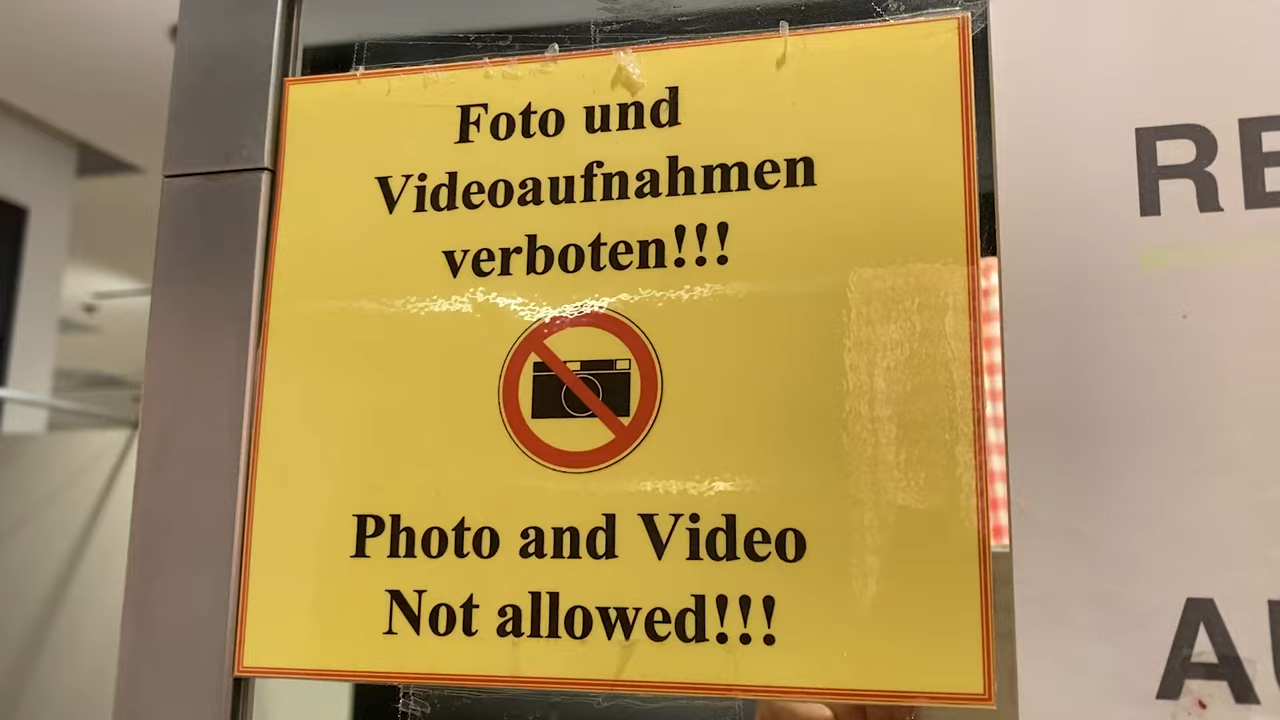 Foto und
Videoaufnahmen
verboten!!!
Photo and Video
Not allowed!!!